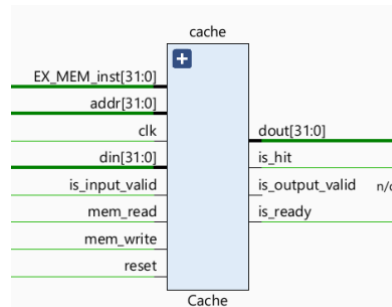 cache
EX_MEM_inst[31:0]
addr[31:0]
clk
din[31:0]
is_input_valid
mem_read
mem_write
reset
dout[31:0]
is_hit
is_output_valid
is_ready
Cache